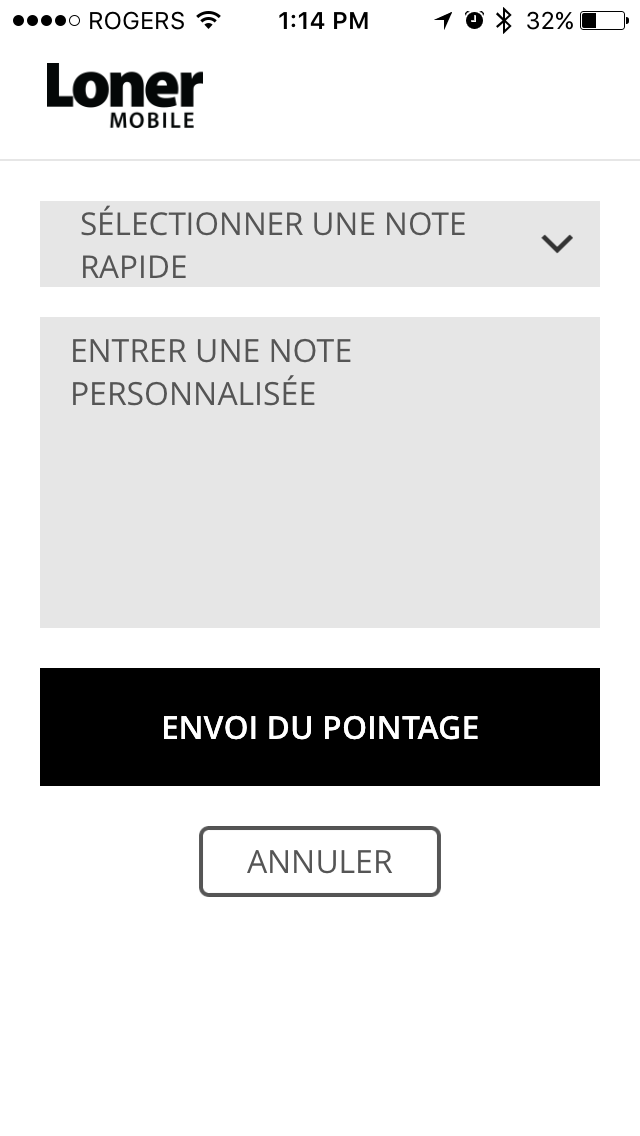 ROGERS 1:14 PM 32%
Loner
MOBILE
SÉLECTIONNER UNE NOTE
RAPIDE
ENTRER UNE NOTE
PERSONNALISÉE
ENVOI DU POINTAGE
ANNULER